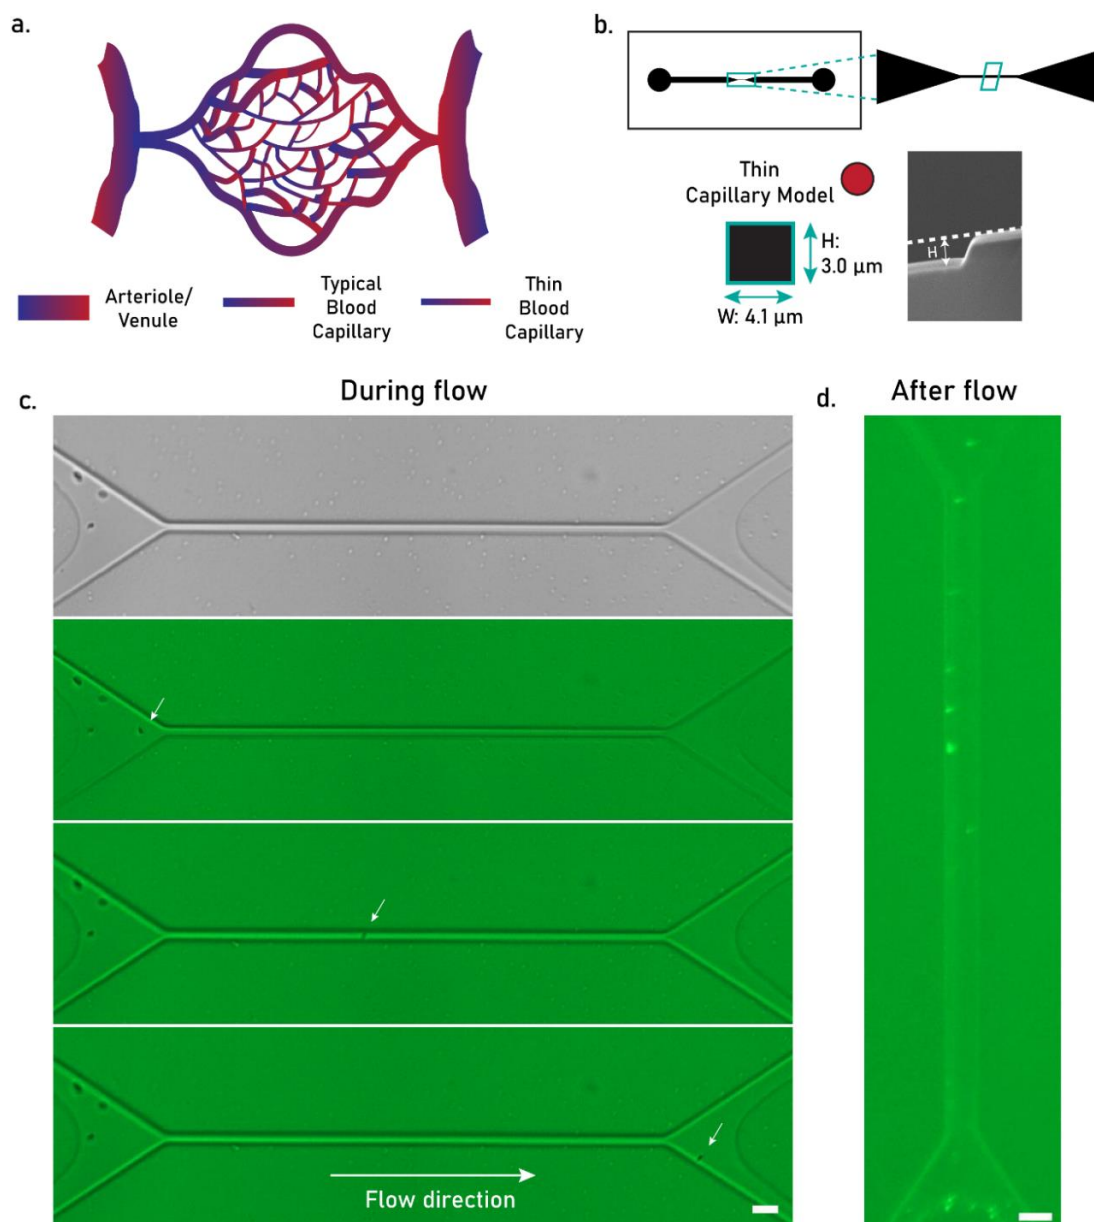 a.
Arteriole/
Venule
Typical
Blood
Capillary
Thin
Blood
Capillary
b.
Thin
Capillary Model
H:
3.0 µm
W: 4.1 µm
H
During flow
c.
Flow direction
After flow
d.